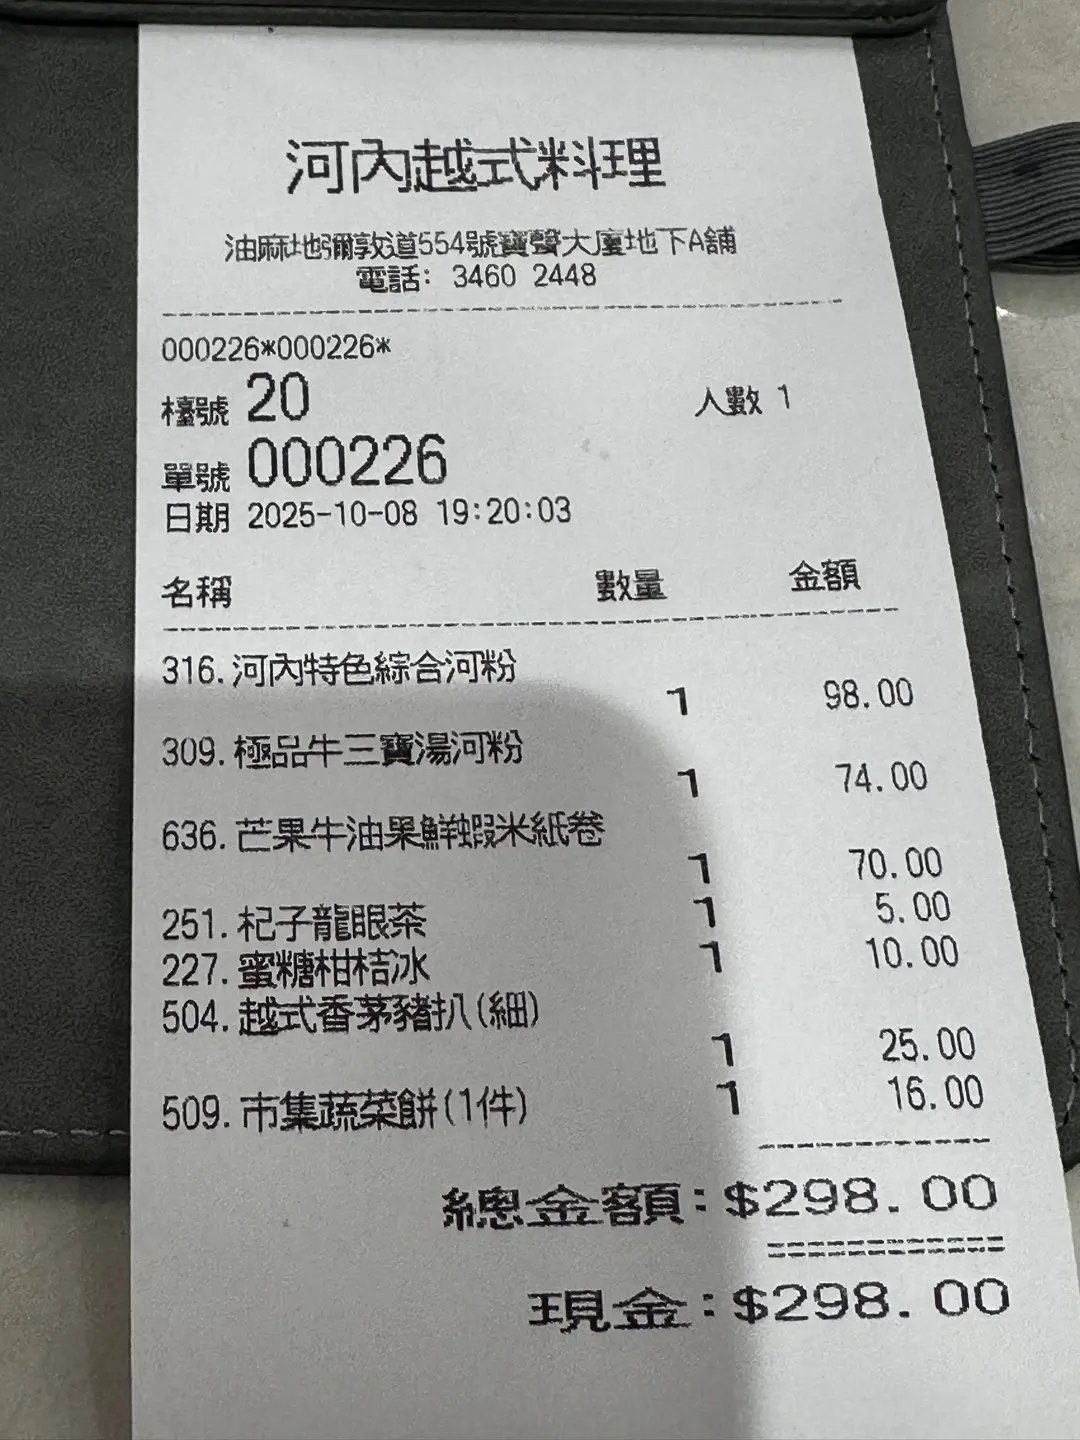 河內越式料理
油麻地彌敦道554號寶聲大廈地下A舖
電話: 3460 2448
000226*000226*
檯號 20 人數 1
單號 000226
日期 2025-10-08 19:20:03
名稱 數量 金額
316.河內特色綜合河粉
1 98.00
309.極品牛三寶湯河粉
1 74.00
636.芒果牛油果鮮蝦米紙卷
1 70.00
251.杞子龍眼茶 1 5.00
227.蜜糖柑桔冰 1 10.00
504.越式香茅豬扒(細)
1 25.00
509.市集蔬菜餅(1件) 1 16.00
總金額:$298.00
現金:$298.00